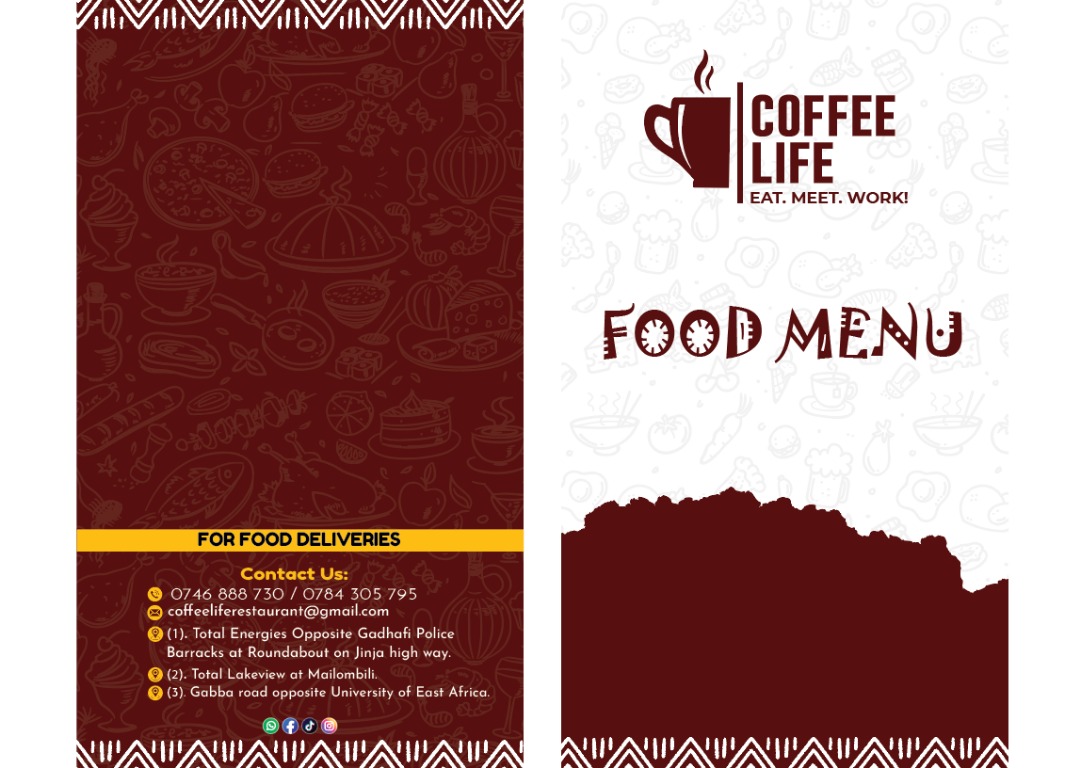 FOR FOOD DELIVERIES
Contact Us:
0746 888 730 / 0784 305 795
coffeeliferestaurant@gmail.com
(1). Total Energies Opposite Gadhafi Police
Barracks at Roundabout on Jinja high way.
(2). Total Lakeview at Mailombili.
(3). Gabba road opposite University of East Africa.
COFFEE
LIFE
EAT. MEET. WORK!
FOOD MENU